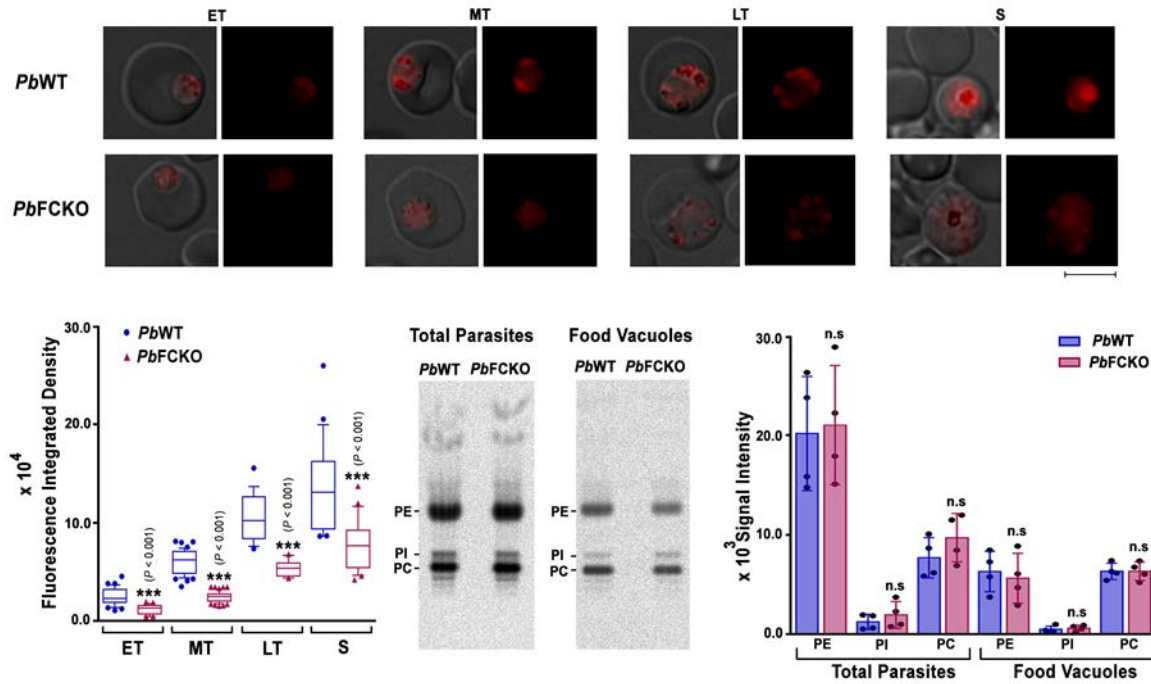 ET MT LT S
PbWT
PbFCKO
30.0
20.0
10.0
0.0
x 10⁴
Fluorescence Integrated Density
PbWT
PbFCKO
*** (P < 0.001)
*** (P < 0.001)
*** (P < 0.001)
*** (P < 0.001)
ET MT LT S
Total Parasites Food Vacuoles
PbWT PbFCKO PbWT PbFCKO
PE PE
PI PI
PC PC
x10³ Signal Intensity
30.0
20.0
10.0
0.0
PbWT
PbFCKO
n.s n.s n.s n.s n.s n.s
PE PI PC PE PI PC
Total Parasites Food Vacuoles